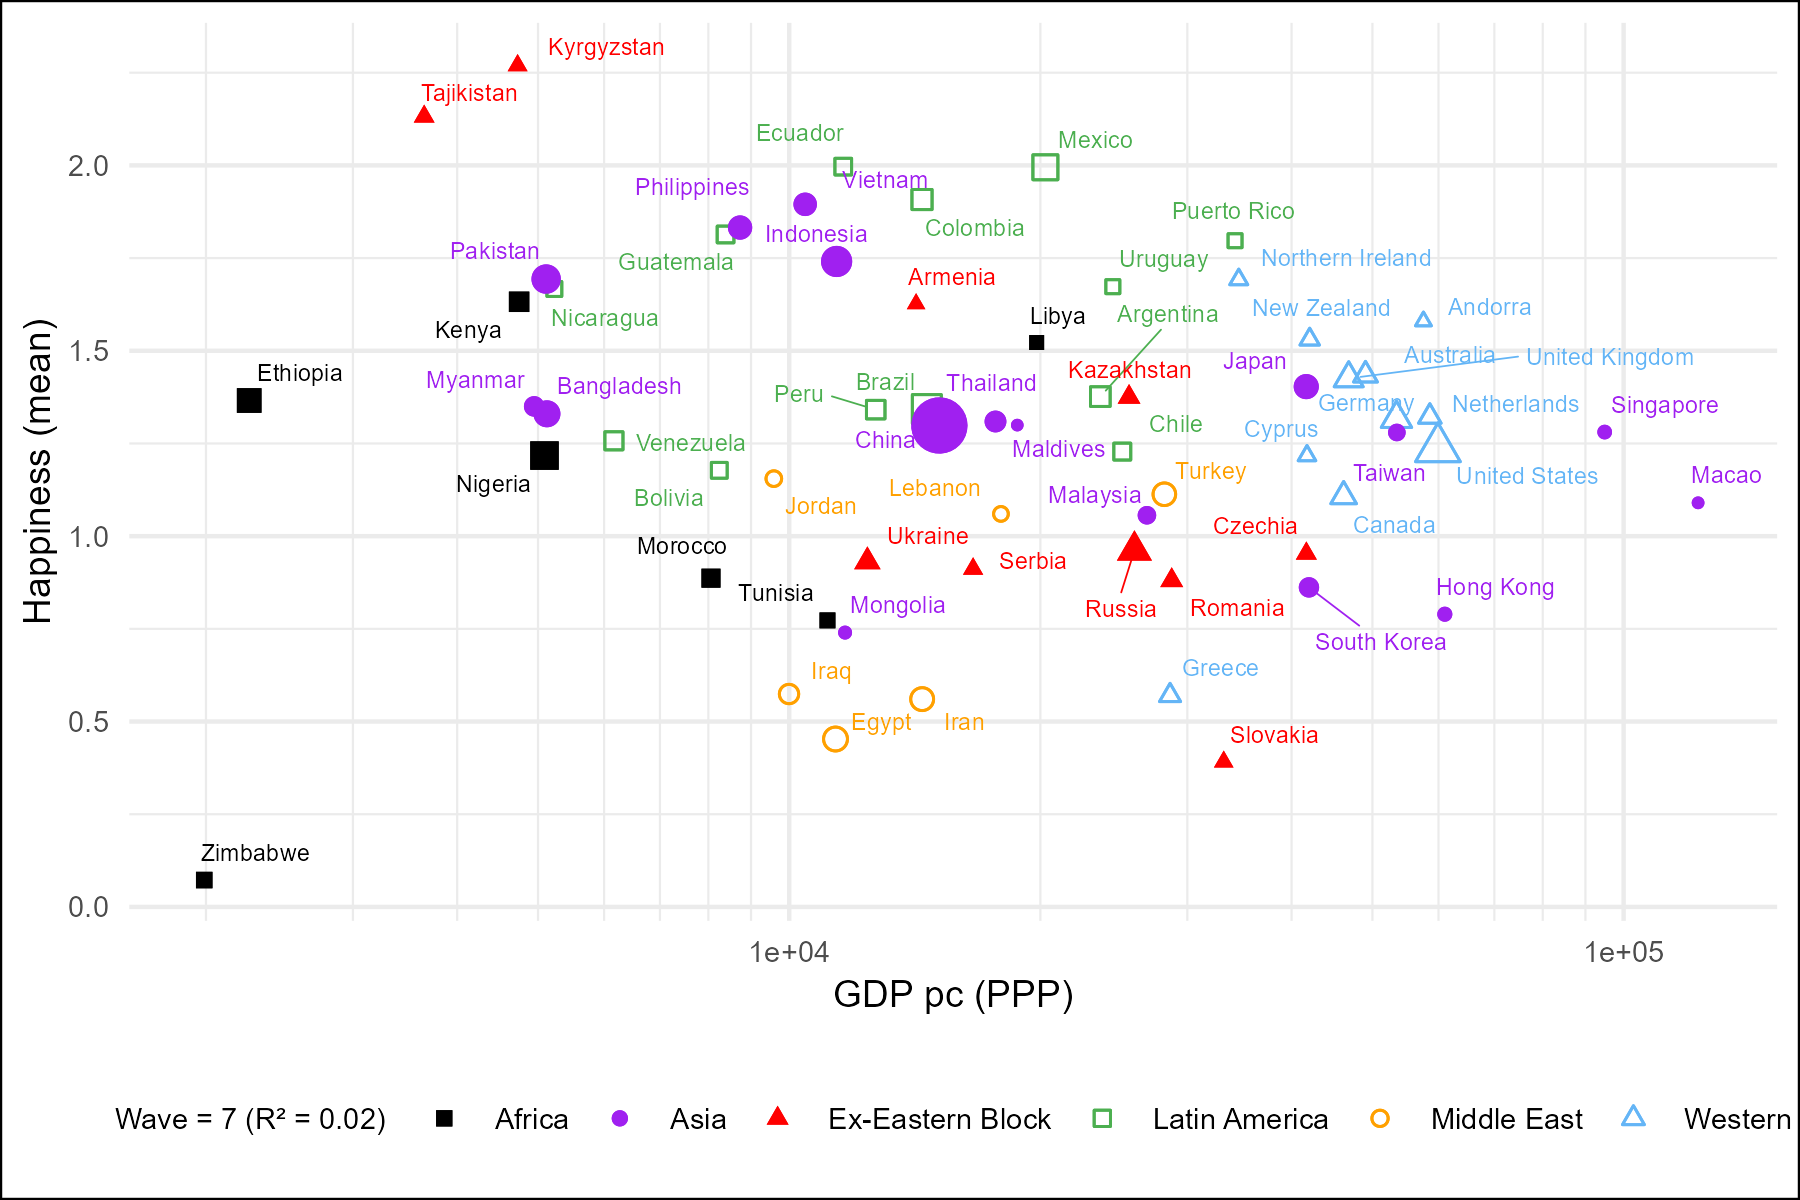 Kyrgyzstan
Tajikistan
Ecuador
Mexico
2.0
Philippines
Vietnam
Puerto Rico
Colombia
Indonesia
Pakistan
Guatemala
Uruguay
Northern Ireland
Armenia
Nicaragua
Kenya
Libya
Argentina
New Zealand
Andorra
1.5
Ethiopia
Myanmar
Bangladesh
Peru
Brazil
Thailand
Kazakhstan
Japan
Australia
United Kingdom
Germany
Netherlands
Singapore
Venezuela
China
Maldives
Chile
Cyprus
Nigeria
Bolivia
Jordan
Lebanon
Malaysia
Turkey
Taiwan
United States
Macao
Canada
Czechia
1.0
Morocco
Ukraine
Serbia
Tunisia
Mongolia
Russia
Romania
Hong Kong
South Korea
Iraq
Greece
0.5
Egypt
Iran
Slovakia
Zimbabwe
0.0
Happiness (mean)
1e+04
1e+05
GDP pc (PPP)
Wave = 7 (R² = 0.02) Africa Asia Ex-Eastern Block Latin America Middle East Western